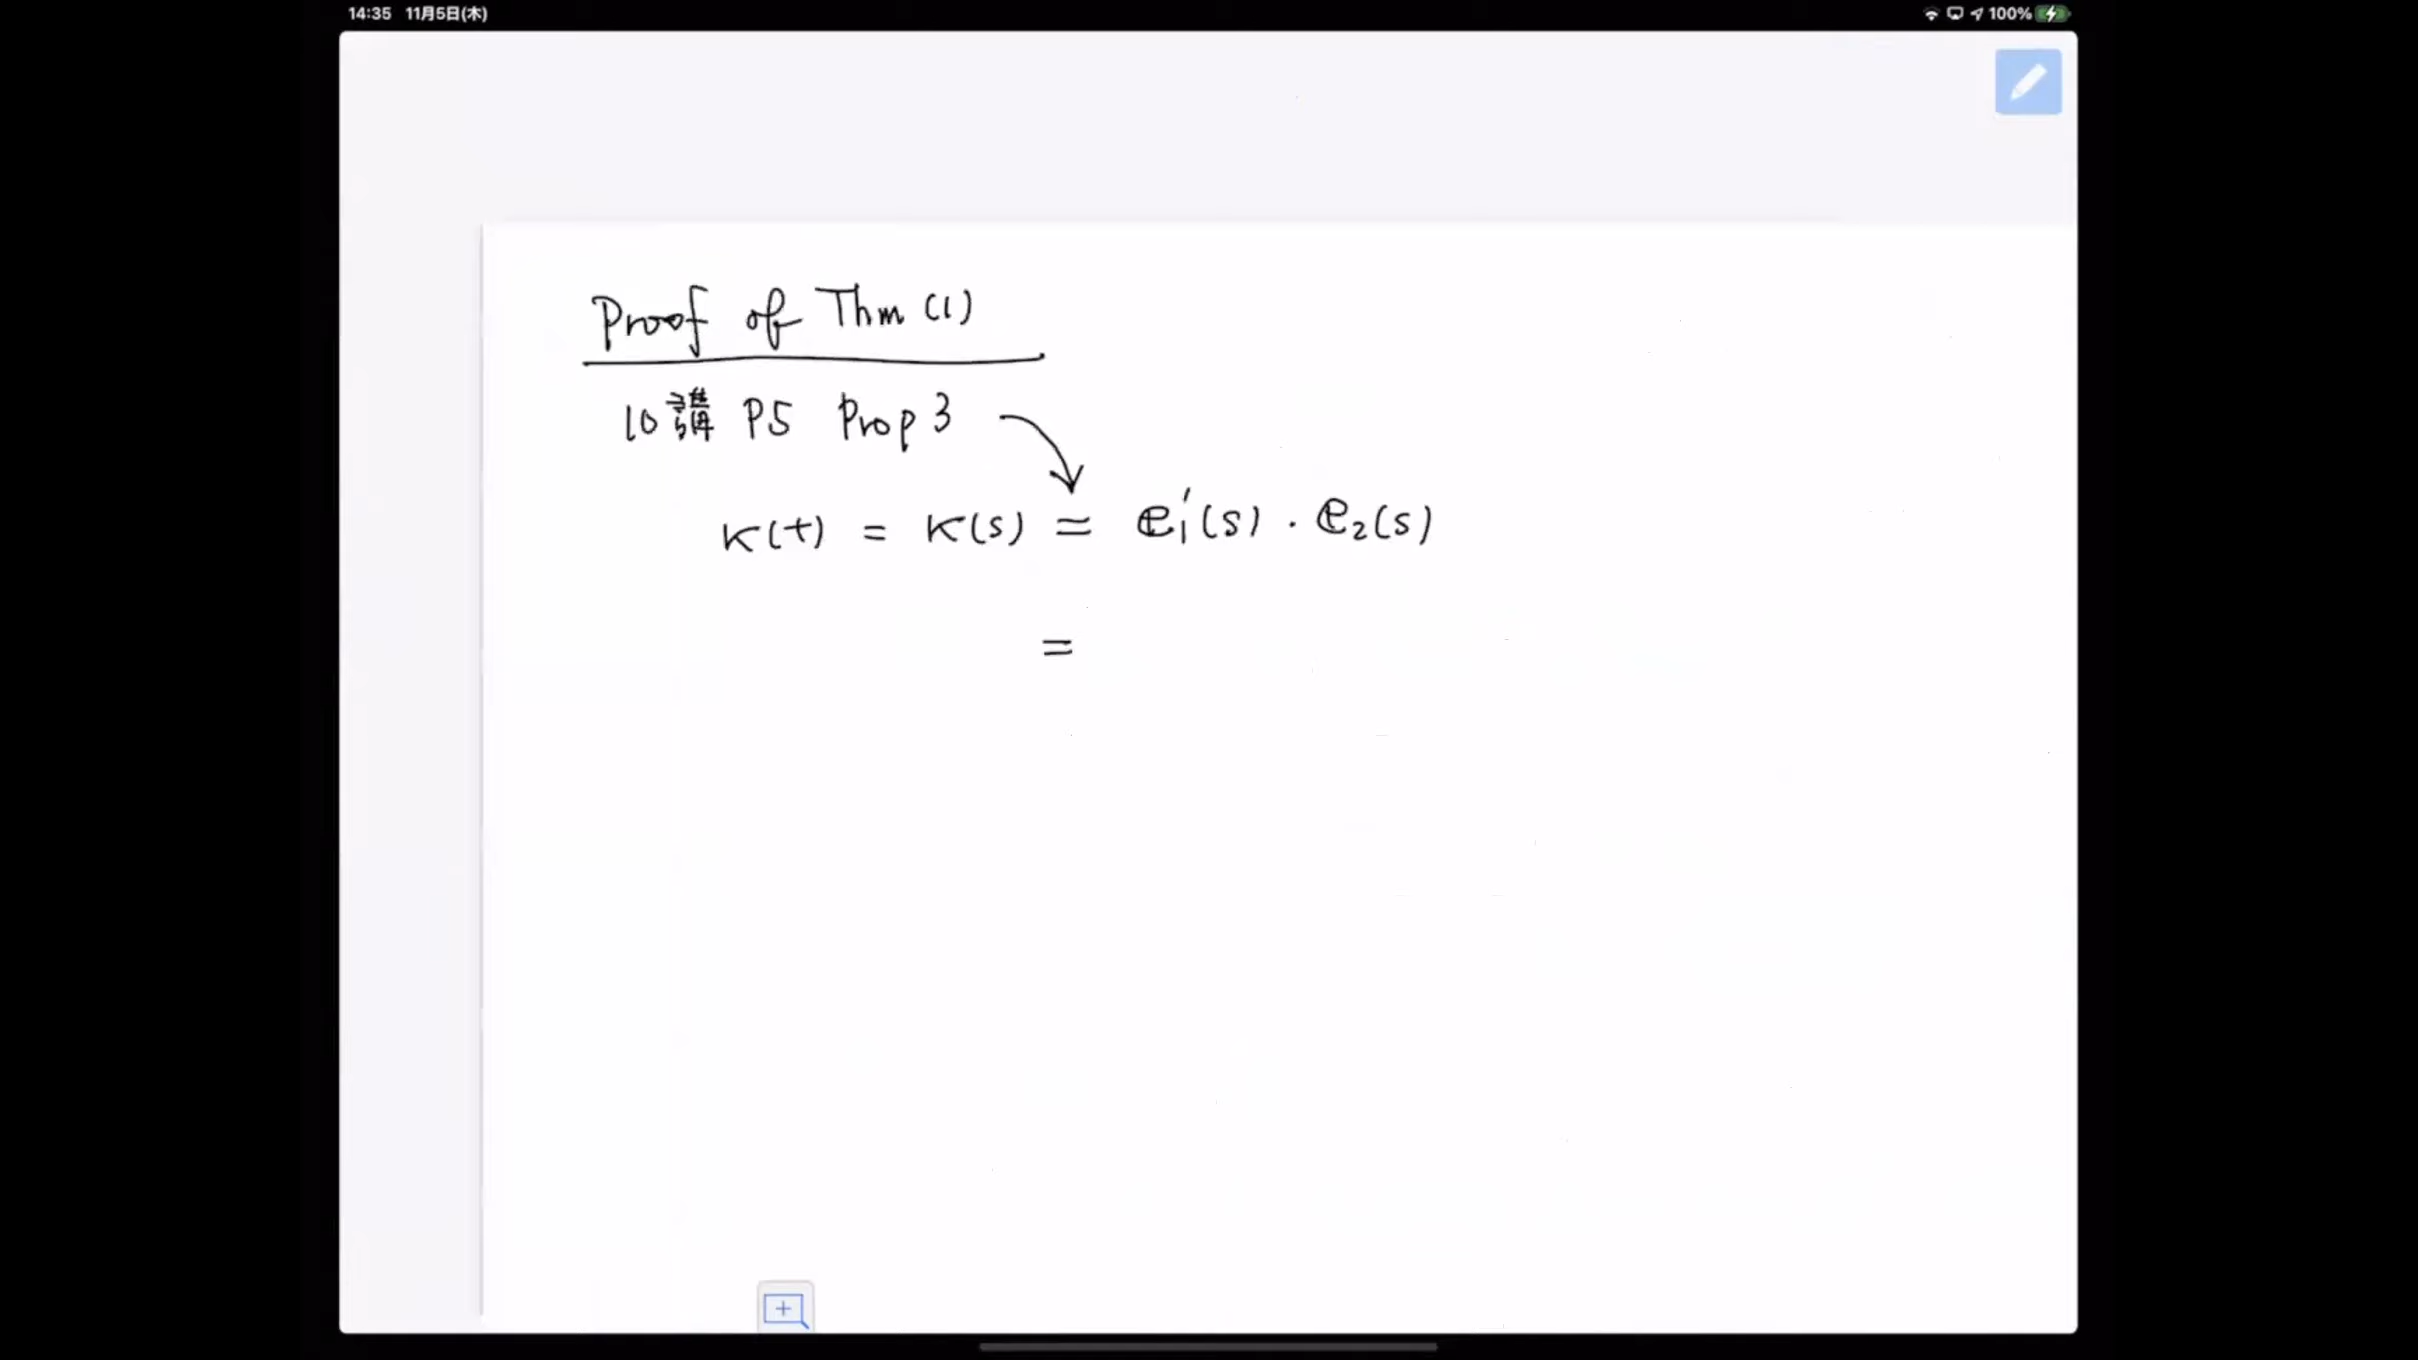 14:35 11月5日(木) 100%
Proof of Thm (1)
10講 P5 Prop 3
κ(t) = κ(s) = 𝕖₁′(s) · 𝕖₂(s)
=